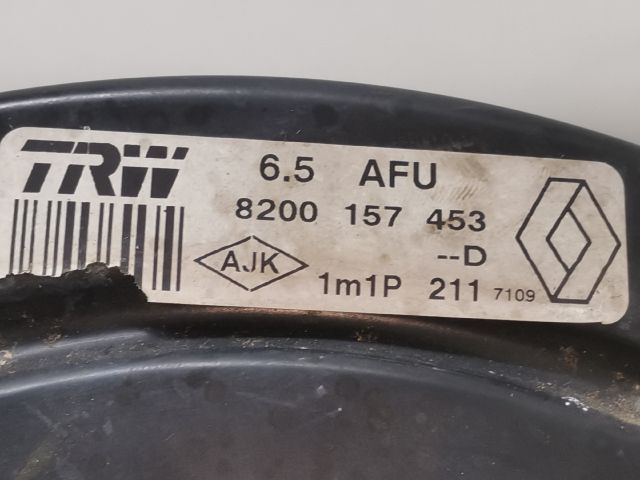 TRW 6.5 AFU
8200 157 453
--D
AJK
1m1P 211 7109